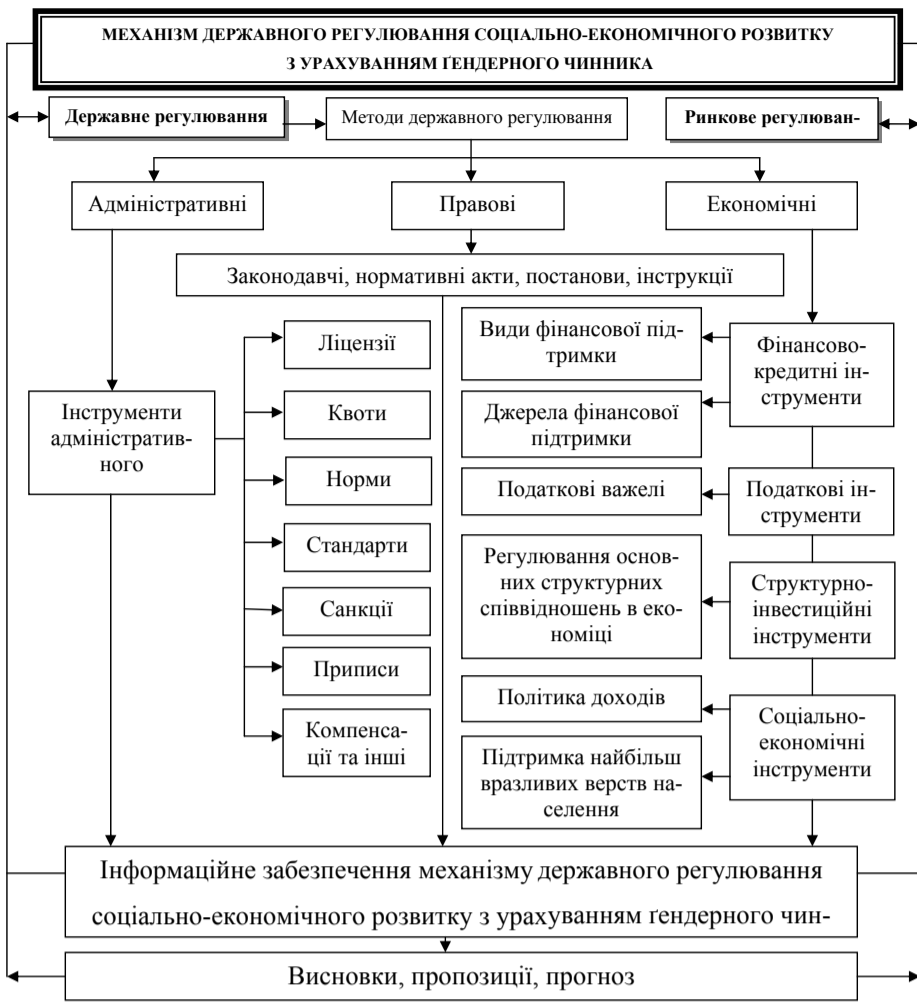 МЕХАНІЗМ ДЕРЖАВНОГО РЕГУЛЮВАННЯ СОЦІАЛЬНО-ЕКОНОМІЧНОГО РОЗВИТКУ
З УРАХУВАННЯМ ҐЕНДЕРНОГО ЧИННИКА
Державне регулювання
Методи державного регулювання
Ринкове регулюван-
Адміністративні
Правові
Економічні
Законодавчі, нормативні акти, постанови, інструкції
Інструменти
адміністратив-
ного
Ліцензії
Квоти
Норми
Стандарти
Санкції
Приписи
Компенса-
ції та інші
Види фінансової під-
тримки
Джерела фінансової
підтримки
Податкові важелі
Регулювання основ-
них структурних
співвідношень в еко-
номіці
Політика доходів
Підтримка найбільш
вразливих верств на-
селення
Фінансово-
кредитні ін-
струменти
Податкові ін-
струменти
Структурно-
інвестиційні
інструменти
Соціально-
економічні
інструменти
Інформаційне забезпечення механізму державного регулювання
соціально-економічного розвитку з урахуванням ґендерного чин-
Висновки, пропозиції, прогноз